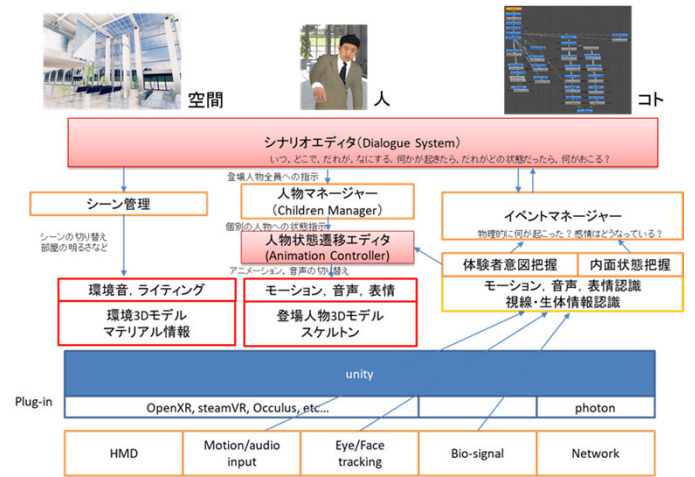 空間
人
コト
シナリオエディタ(Dialogue System)
いつ, どこで, だれが, なにする, 何かが起きたら, だれがどの状態だったら, 何がおこる?
登場人物全員への指示
シーン管理
人物マネージャー
(Children Manager)
イベントマネージャー
物理的に何が起こった? 感情はどうなっている?
シーンの切り替え
部屋の明るさなど
個別の人物への状態指示
人物状態遷移エディタ
(Animation Controller)
アニメーション, 音声の切り替え
体験者意図把握
内面状態把握
環境音, ライティング
モーション, 音声, 表情
モーション, 音声, 表情認識
視線・生体情報認識
環境3Dモデル
マテリアル情報
登場人物3Dモデル
スケルトン
unity
Plug-in
OpenXR, steamVR, Occulus, etc...
photon
HMD
Motion/audio
input
Eye/Face
tracking
Bio-signal
Network